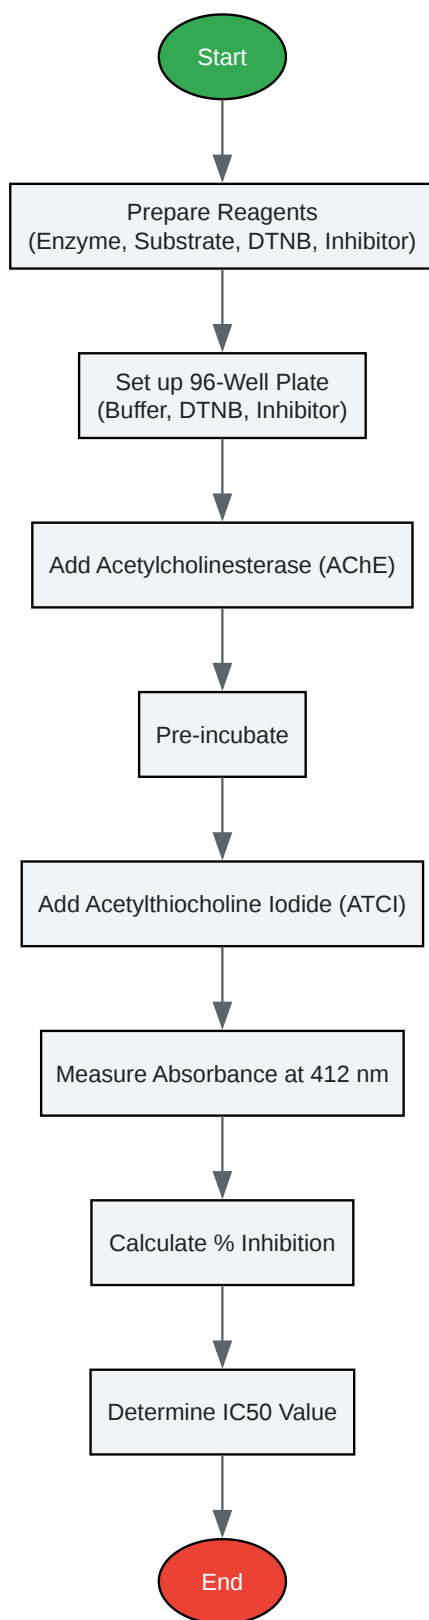 Start
Prepare Reagents
(Enzyme, Substrate, DTNB, Inhibitor)
Set up 96-Well Plate
(Buffer, DTNB, Inhibitor)
Add Acetylcholinesterase (AChE)
Pre-incubate
Add Acetylthiocholine Iodide (ATCI)
Measure Absorbance at 412 nm
Calculate % Inhibition
Determine IC50 Value
End